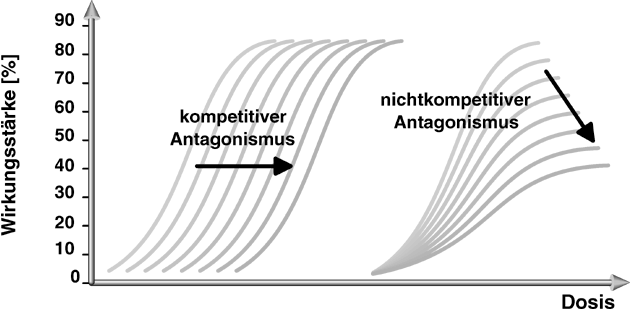 Wirkungsstärke [%]
90
80
70
60
50
40
30
20
10
0
kompetitiver
Antagonismus
nichtkompetitiver
Antagonismus
Dosis